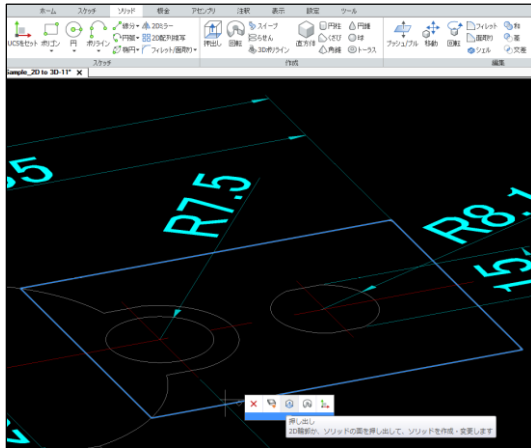 ホーム スケッチ ソリッド 板金 アセンブリ 注釈 表示 設定 ツール
UCSをセット ポリゴン 円 ポリライン 線分 2Dミラー
円弧 2D配列複写
楕円 フィレット(面取り)
押出し 回転 スイープ
らせん
3Dポリライン
直方体 円柱 円錐
くさび 球
角錐 トーラス
プッシュ/プル 移動 回転 フィレット 和
面取り 差
シェル 交差
スケッチ 作成 編集
Sample_2D to 3D-11* X
R7.5
押し出し
2D輪郭か、ソリッドの面を押し出して、ソリッドを作成・変更します